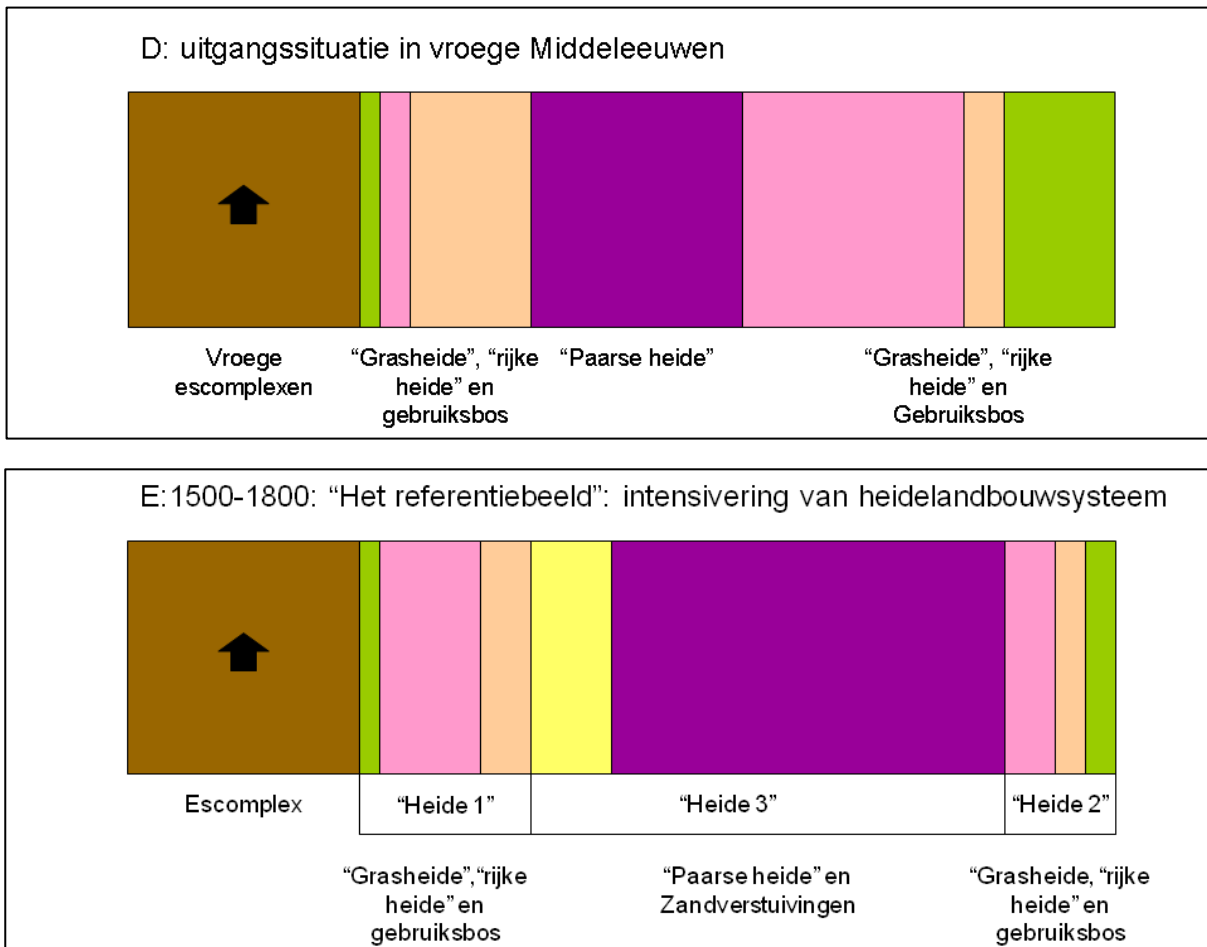 D: uitgangssituatie in vroege Middeleeuwen
Vroege
escomplexen
“Grasheide”, “rijke
heide” en
gebruiksbos
“Paarse heide”
“Grasheide”, “rijke
heide” en
Gebruiksbos
E:1500-1800: “Het referentiebeeld”: intensivering van heidelandbouwsysteem
Escomplex
“Heide 1”
“Heide 3”
“Heide 2”
“Grasheide”,“rijke
heide” en
gebruiksbos
“Paarse heide” en
Zandverstuivingen
“Grasheide, “rijke
heide” en
gebruiksbos